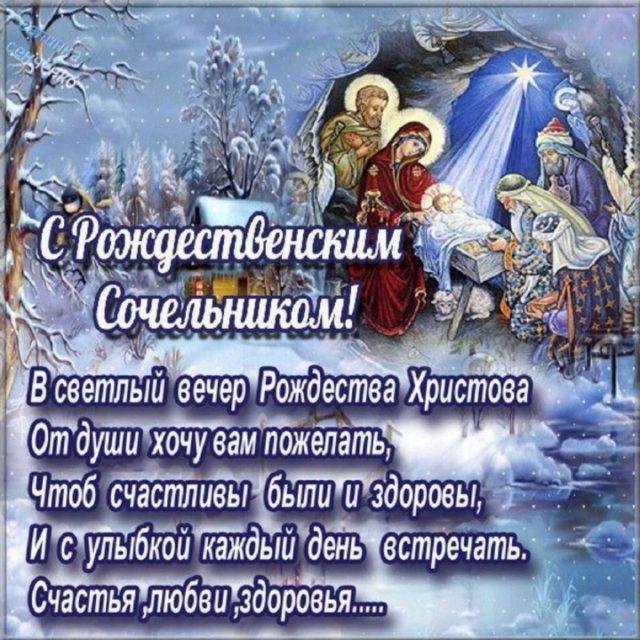 С Рождественским
Сочельником!
В светлый вечер Рождества Христова
От души хочу вам пожелать,
Чтоб счастливы были и здоровы,
И с улыбкой каждый день встречать.
Счастья ,любви ,здоровья.....